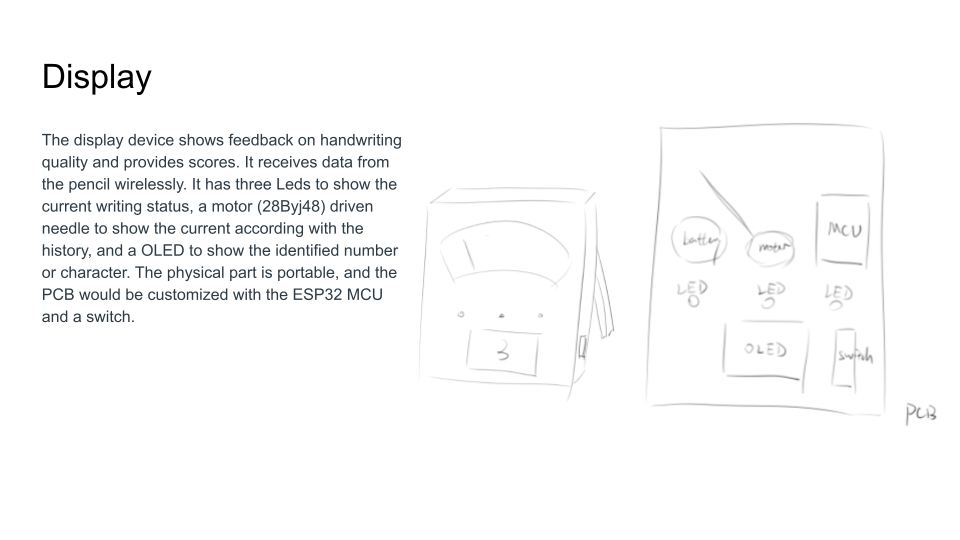 Display
The display device shows feedback on handwriting
quality and provides scores. It receives data from
the pencil wirelessly. It has three Leds to show the
current writing status, a motor (28Byj48) driven
needle to show the current according with the
history, and a OLED to show the identified number
or character. The physical part is portable, and the
PCB would be customized with the ESP32 MCU
and a switch.
3
battery
motor
MCU
LED
LED
LED
OLED
switch
PCB